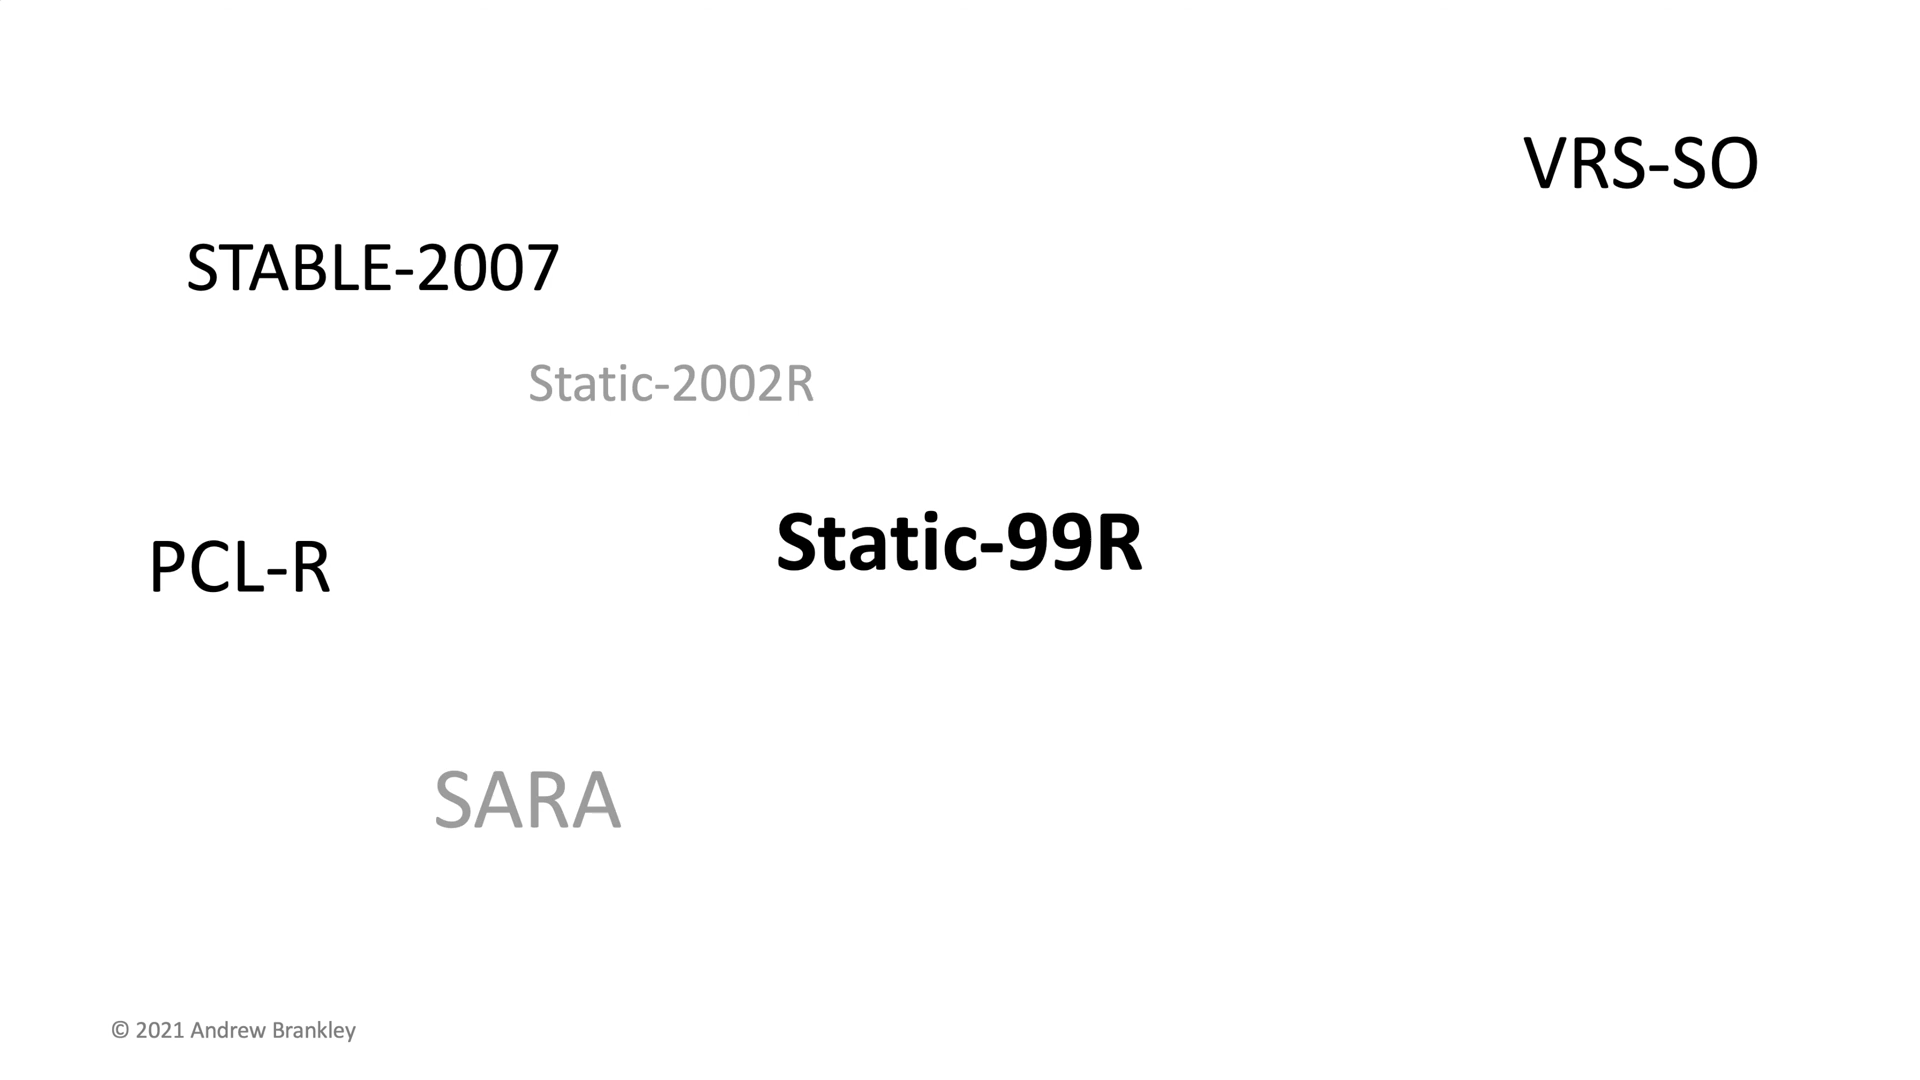 VRS-SO
STABLE-2007
Static-2002R
Static-99R
PCL-R
SARA
© 2021 Andrew Brankley